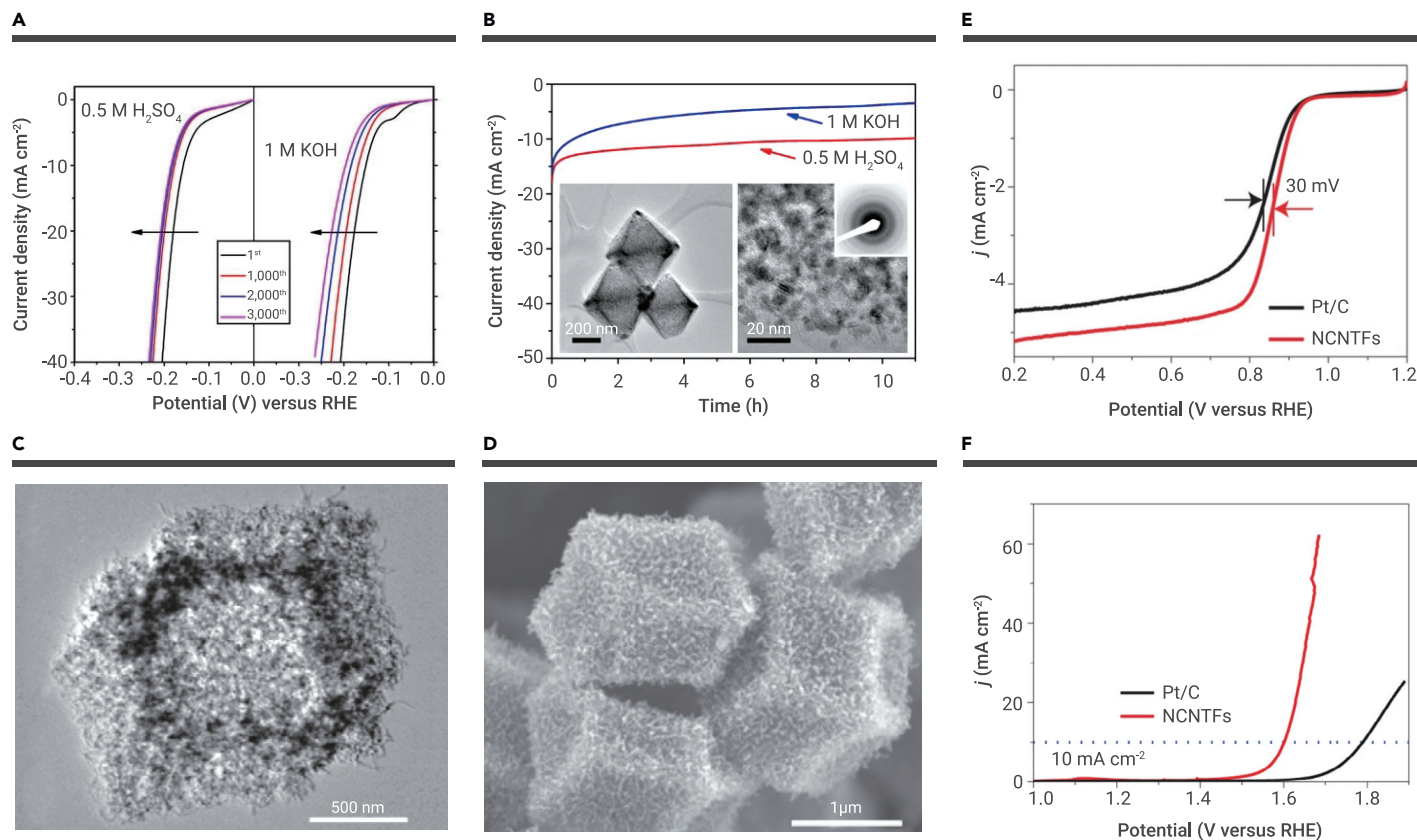 A
0.5 M H₂SO₄
1 M KOH
1ˢᵗ
1,000ᵗʰ
2,000ᵗʰ
3,000ᵗʰ
0
-10
-20
-30
-40
Current density (mA cm⁻²)
-0.4 -0.3 -0.2 -0.1 0.0 -0.3 -0.2 -0.1 0.0
Potential (V) versus RHE
B
0
-10
-20
-30
-40
-50
Current density (mA cm⁻²)
1 M KOH
0.5 M H₂SO₄
200 nm
20 nm
0 2 4 6 8 10
Time (h)
E
0
-2
-4
j (mA cm⁻²)
30 mV
Pt/C
NCNTFs
0.2 0.4 0.6 0.8 1.0 1.2
Potential (V versus RHE)
C
500 nm
D
1μm
F
60
40
20
0
j (mA cm⁻²)
Pt/C
NCNTFs
10 mA cm⁻²
1.0 1.2 1.4 1.6 1.8
Potential (V versus RHE)